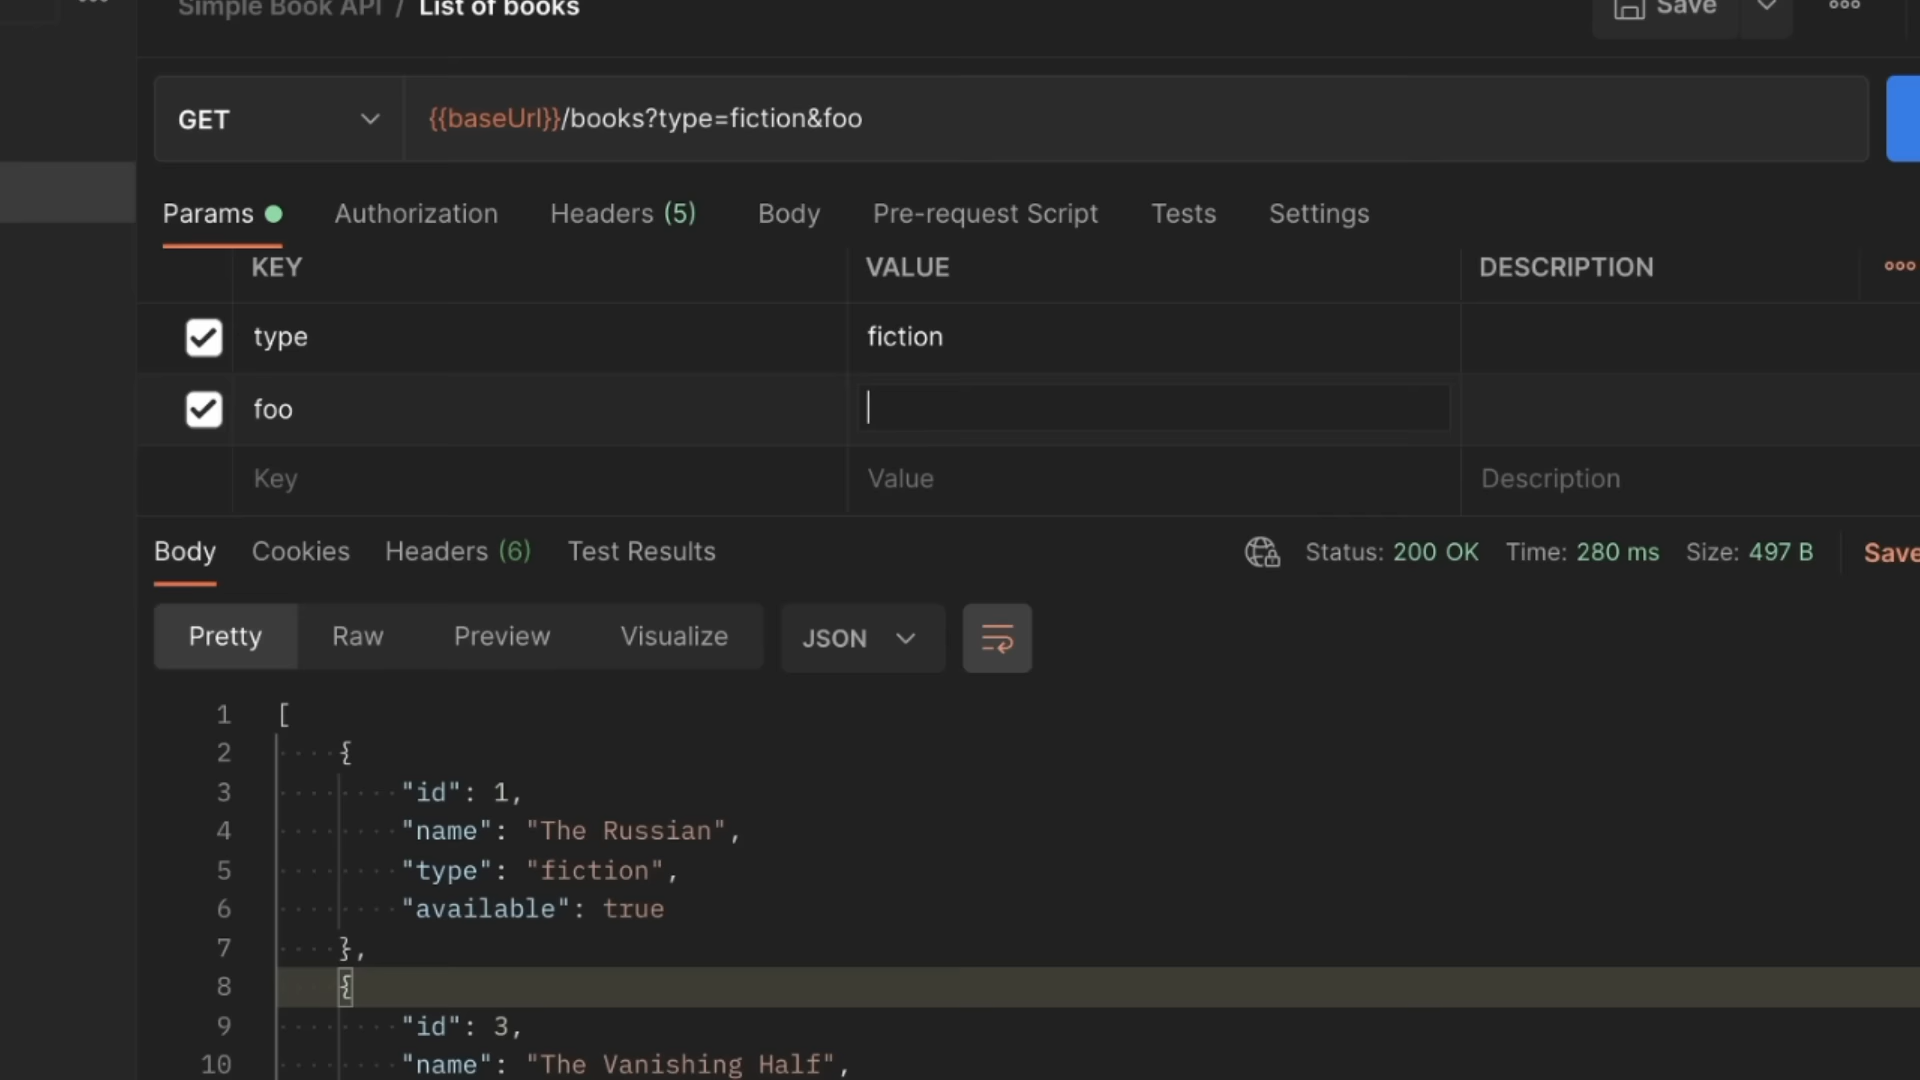 Simple Book API / List of books
Save
GET
{{baseUrl}}/books?type=fiction&foo
Params Authorization Headers (5) Body Pre-request Script Tests Settings
KEY VALUE DESCRIPTION
type fiction
foo
Key Value Description
Body Cookies Headers (6) Test Results Status: 200 OK Time: 280 ms Size: 497 B Save
Pretty Raw Preview Visualize JSON
1 [
2 {
3 "id": 1,
4 "name": "The Russian",
5 "type": "fiction",
6 "available": true
7 },
8 {
9 "id": 3,
10 "name": "The Vanishing Half",